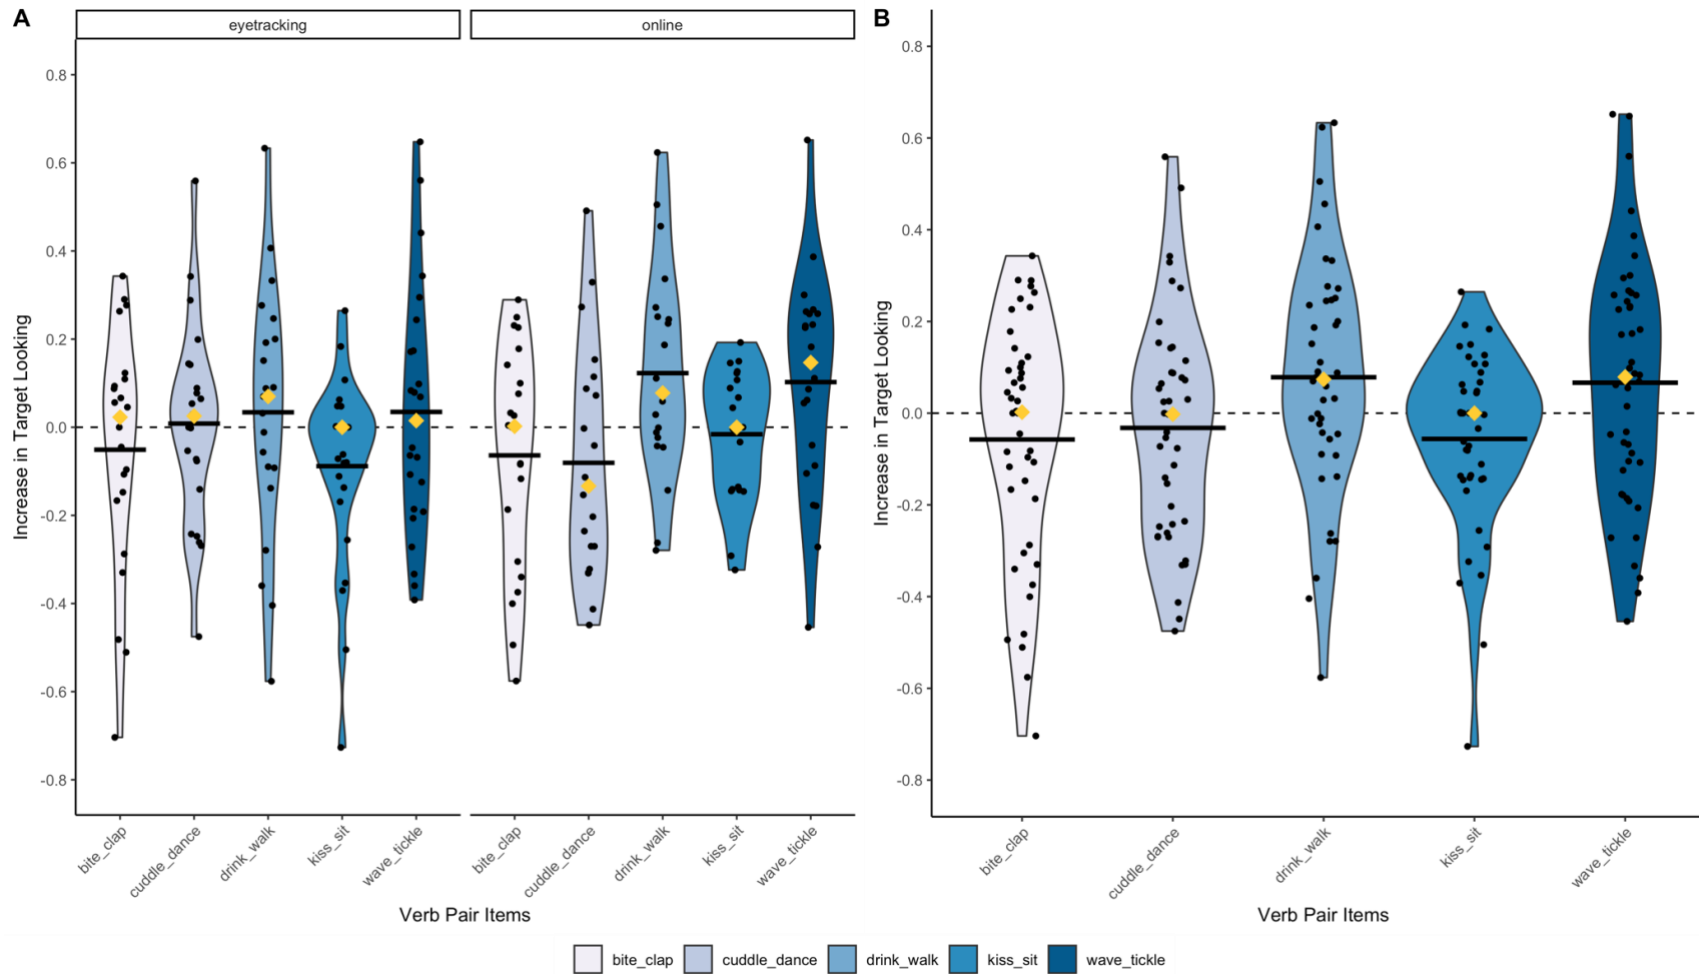 A
B
eyetracking
online
Increase in Target Looking
0.8
0.6
0.4
0.2
0.0
-0.2
-0.4
-0.6
-0.8
bite_clap
cuddle_dance
drink_walk
kiss_sit
wave_tickle
bite_clap
cuddle_dance
drink_walk
kiss_sit
wave_tickle
Verb Pair Items
Increase in Target Looking
0.8
0.6
0.4
0.2
0.0
-0.2
-0.4
-0.6
-0.8
bite_clap
cuddle_dance
drink_walk
kiss_sit
wave_tickle
Verb Pair Items
bite_clap cuddle_dance drink_walk kiss_sit wave_tickle